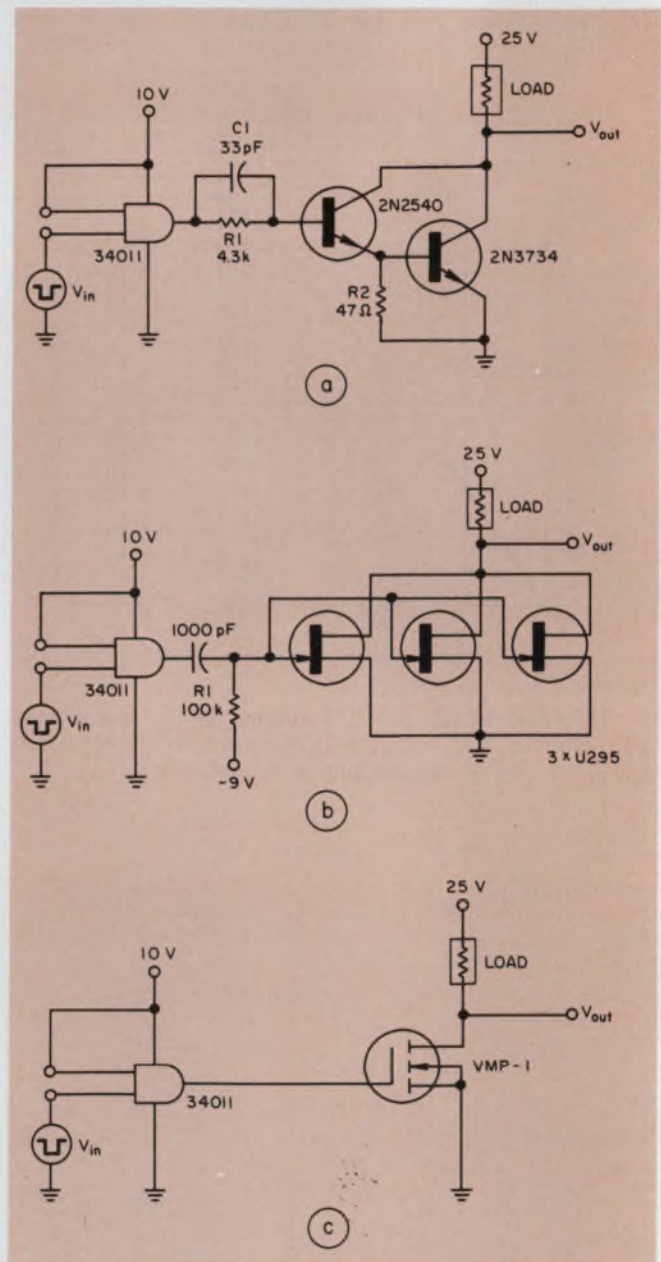 25 V
LOAD
Vout
10 V
C1
33pF
R1
4.3k
2N2540
2N3734
R2
47Ω
34011
Vin
a
25 V
LOAD
Vout
10 V
1000 pF
R1
100k
-9 V
34011
Vin
3 x U295
b
25 V
LOAD
Vout
10 V
VMP-1
34011
Vin
c